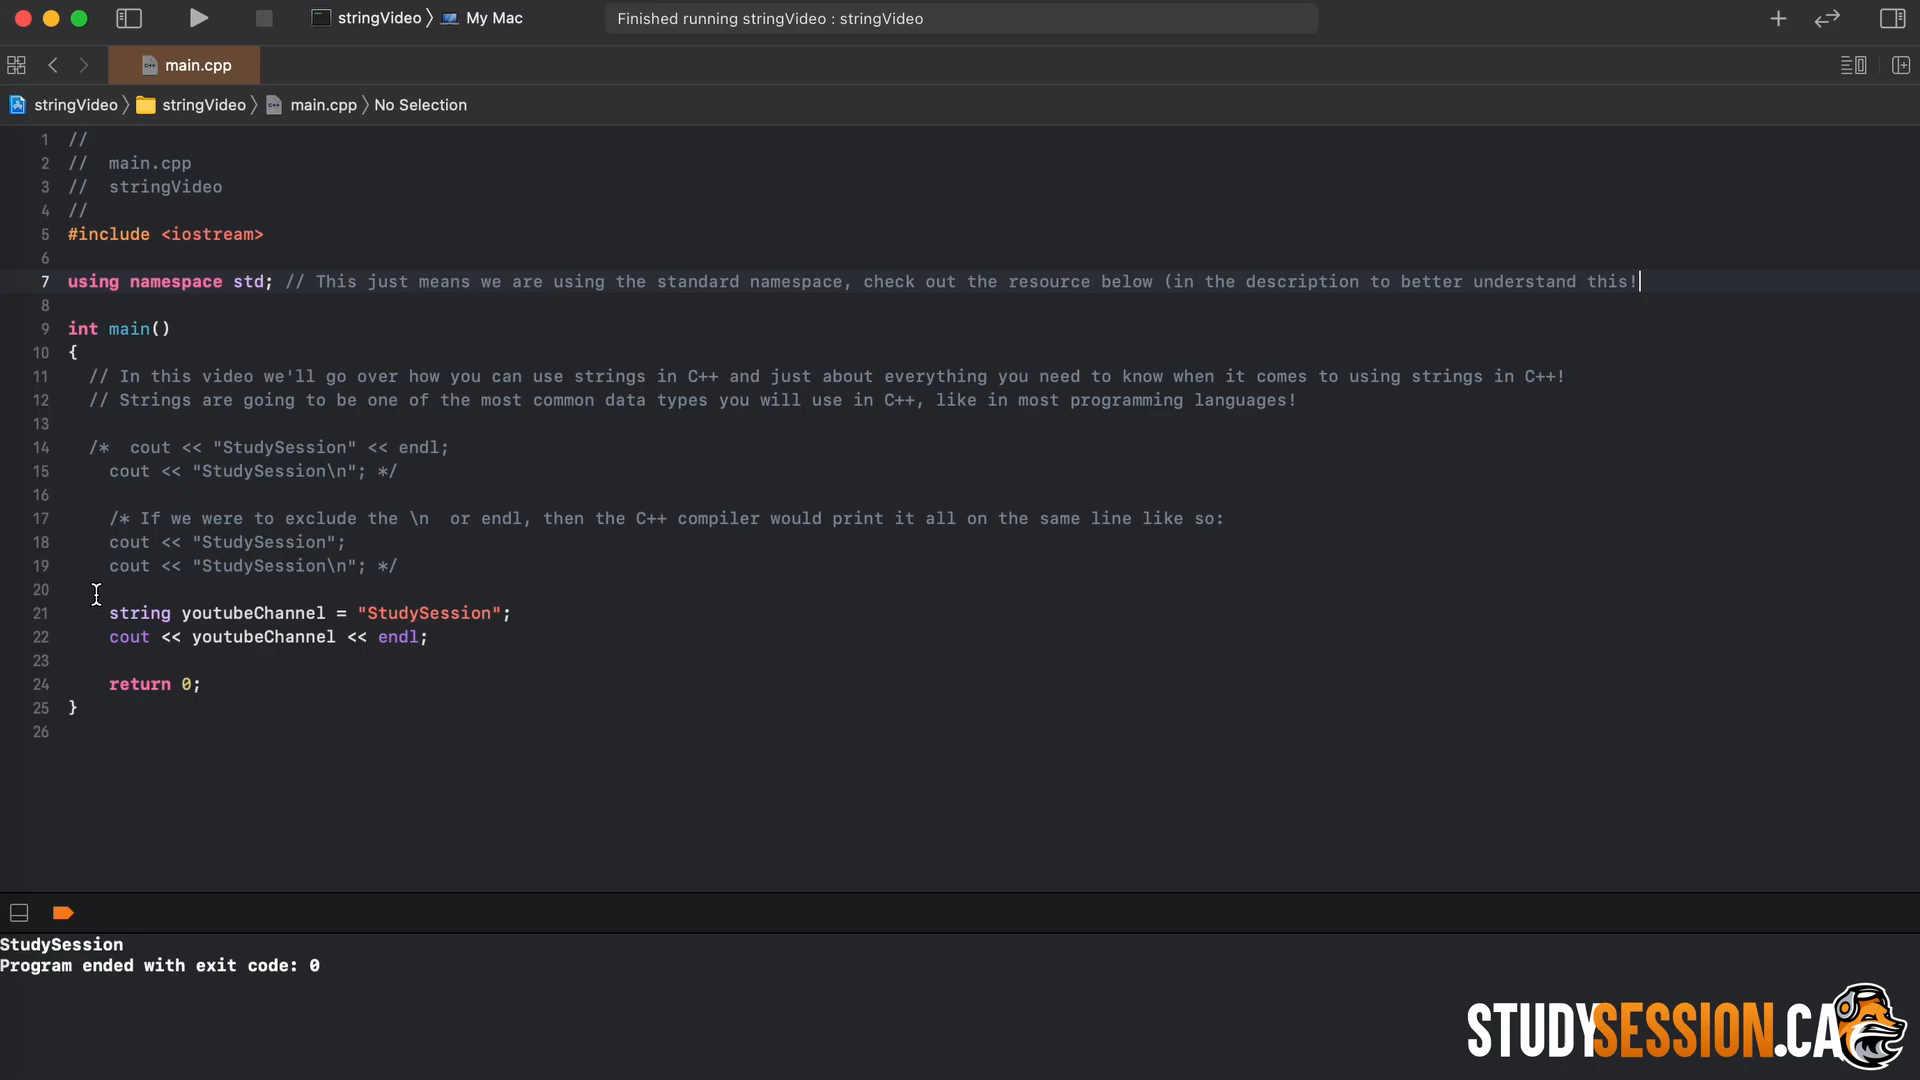 stringVideo 〉 My Mac
Finished running stringVideo : stringVideo
main.cpp
stringVideo 〉 stringVideo 〉 main.cpp 〉 No Selection
1 //
2 //  main.cpp
3 //  stringVideo
4 //
5 #include <iostream>
6
7 using namespace std; // This just means we are using the standard namespace, check out the resource below (in the description to better understand this!
8
9 int main()
10 {
11   // In this video we'll go over how you can use strings in C++ and just about everything you need to know when it comes to using strings in C++!
12   // Strings are going to be one of the most common data types you will use in C++, like in most programming languages!
13
14   /*  cout << "StudySession" << endl;
15     cout << "StudySession\n"; */
16
17     /* If we were to exclude the \n  or endl, then the C++ compiler would print it all on the same line like so:
18     cout << "StudySession";
19     cout << "StudySession\n"; */
20
21     string youtubeChannel = "StudySession";
22     cout << youtubeChannel << endl;
23
24     return 0;
25 }
26
StudySession
Program ended with exit code: 0
STUDYSESSION.CA